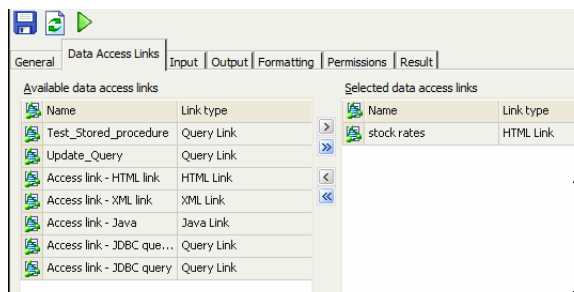 General Data Access Links Input Output Formatting Permissions Result
Available data access links
Name Link type
Test_Stored_procedure Query Link
Update_Query Query Link
Access link - HTML link HTML Link
Access link - XML link XML Link
Access link - Java Java Link
Access link - JDBC que... Query Link
Access link - JDBC query Query Link
Selected data access links
Name Link type
stock rates HTML Link